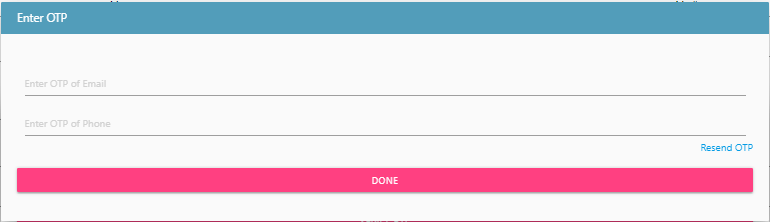 Enter OTP
Enter OTP of Email
Enter OTP of Phone
Resend OTP
DONE